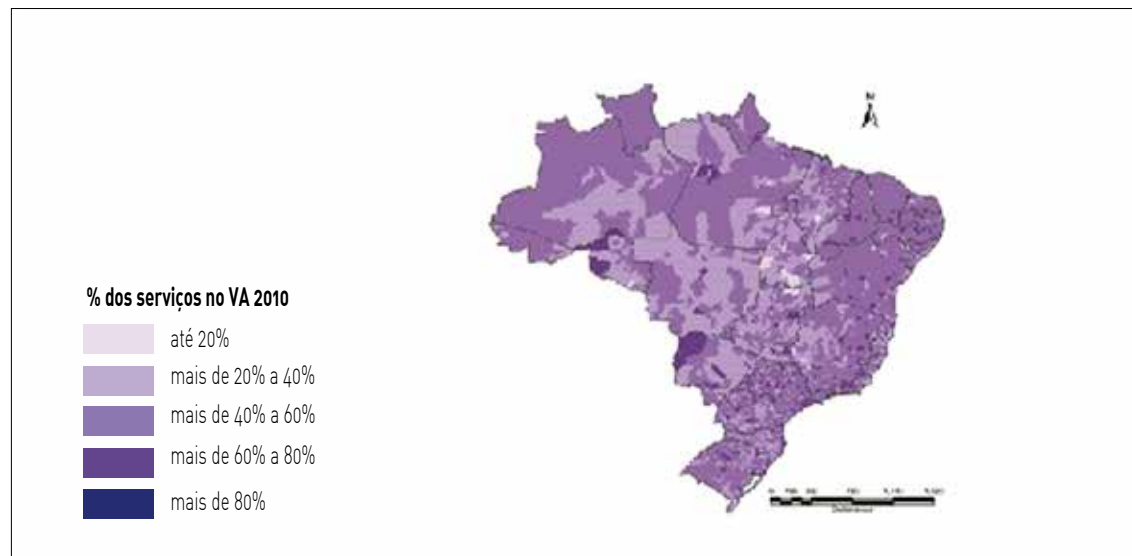 N
% dos serviços no VA 2010
até 20%
mais de 20% a 40%
mais de 40% a 60%
mais de 60% a 80%
mais de 80%